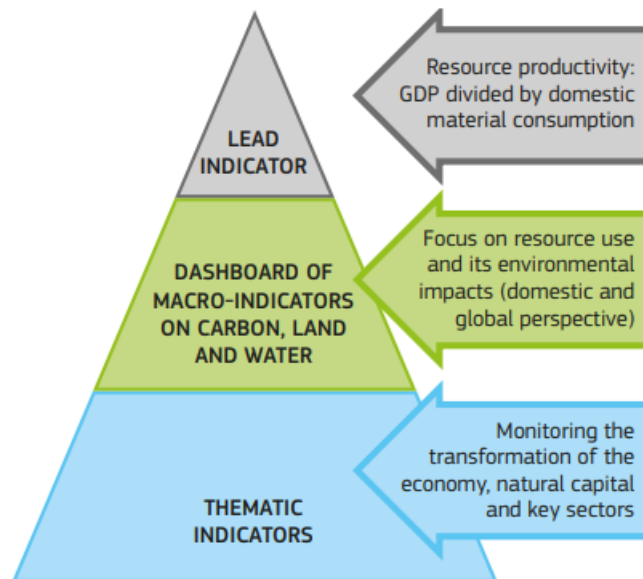 LEAD
INDICATOR
Resource productivity:
GDP divided by domestic
material consumption
DASHBOARD OF
MACRO-INDICATORS
ON CARBON, LAND
AND WATER
Focus on resource use
and its environmental
impacts (domestic and
global perspective)
THEMATIC
INDICATORS
Monitoring the
transformation of the
economy, natural capital
and key sectors